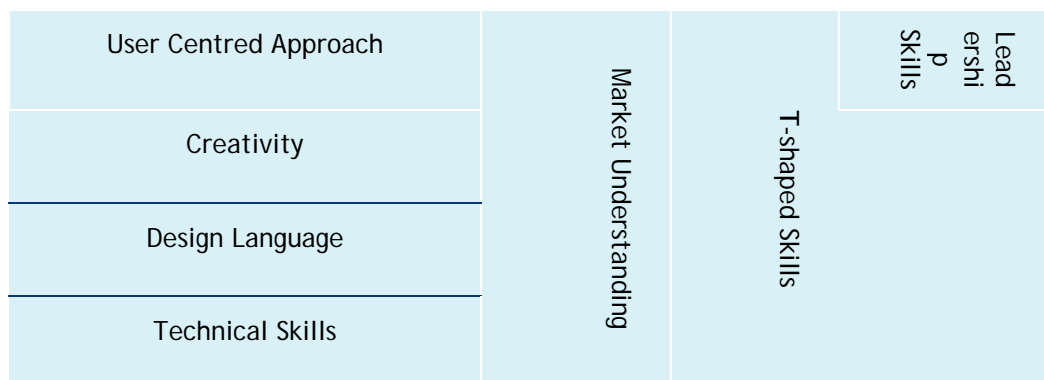 User Centred Approach
Creativity
Design Language
Technical Skills
Market Understanding
T-shaped Skills
Lead
ershi
p
Skills